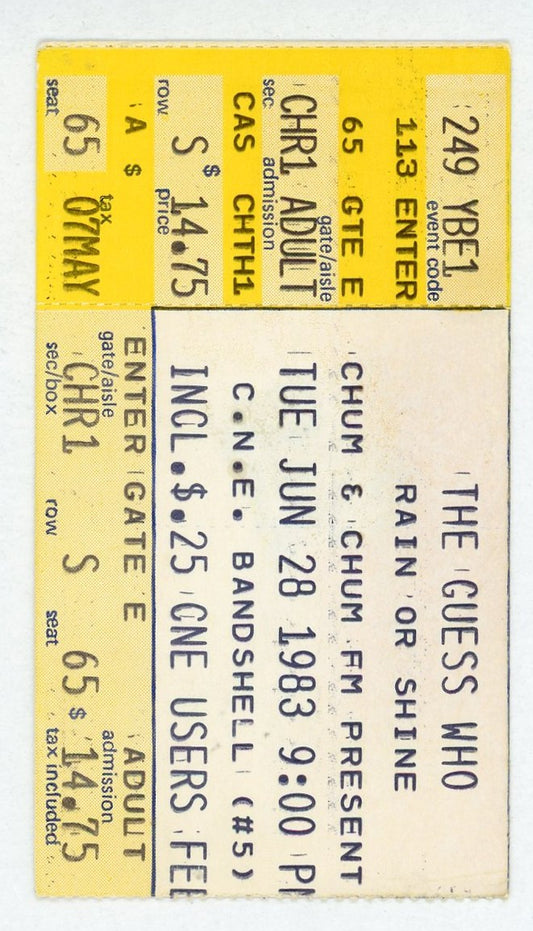 249 YBE1
event code
113 ENTER
65 GTE E
gate/aisle
CHR1 ADULT
sec admission
CAS CHTH1
S $ 14.75
row price
A $
tax
65 07MAY
seat
THE GUESS WHO
RAIN OR SHINE
CHUM & CHUM FM PRESENT
TUE JUN 28 1983 9:00 PM
C.N.E. BANDSHELL (#5)
INCL.$.25 CNE USERS FEE
ENTER GATE E ADULT
gate/aisle admission
CHR1 S 65 $ 14.75
sec/box row seat tax included